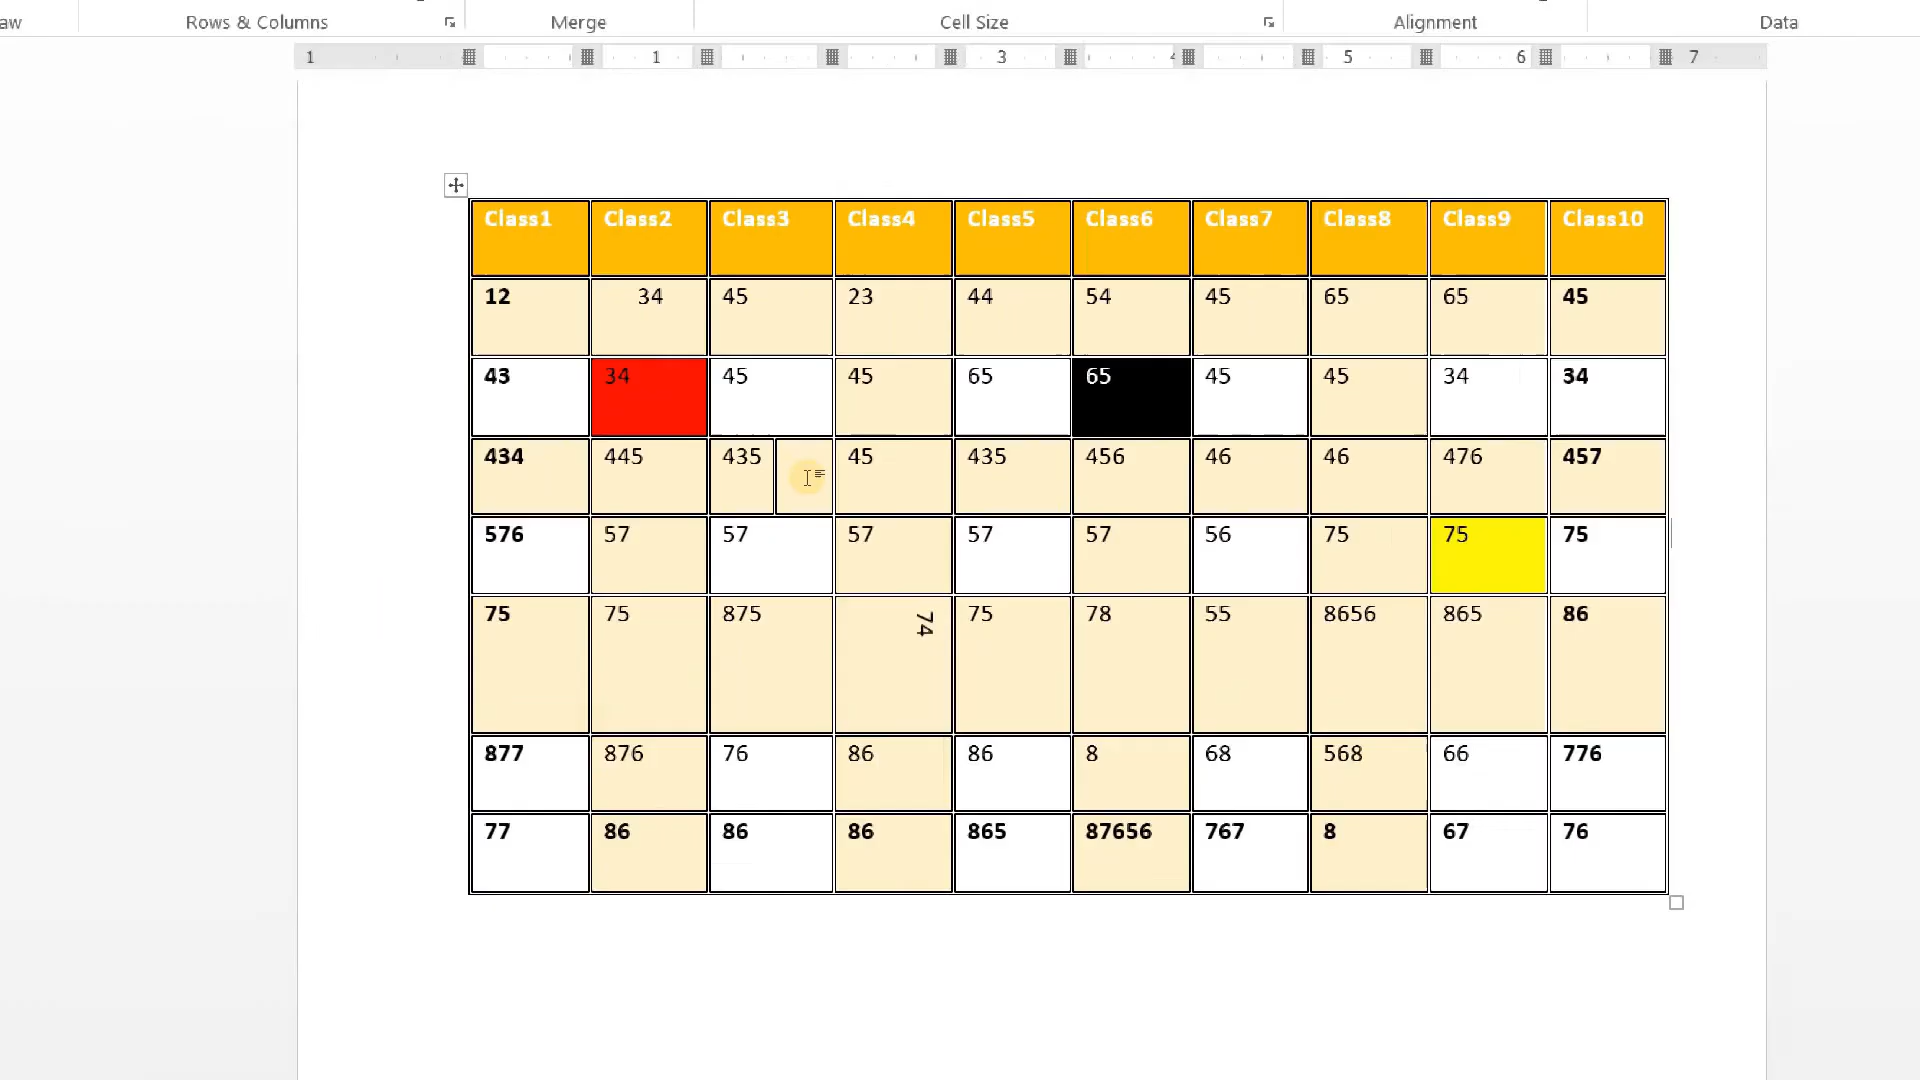 aw Rows & Columns Merge Cell Size Alignment Data
1 1 3 5 6 7
Class1 Class2 Class3 Class4 Class5 Class6 Class7 Class8 Class9 Class10
12 34 45 23 44 54 45 65 65 45
43 34 45 45 65 65 45 45 34 34
434 445 435 45 435 456 46 46 476 457
576 57 57 57 57 57 56 75 75 75
75 75 875 74 75 78 55 8656 865 86
877 876 76 86 86 8 68 568 66 776
77 86 86 86 865 87656 767 8 67 76